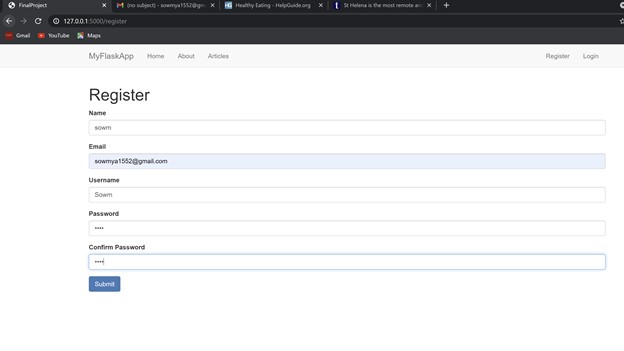 FinalProject
(no subject) - sowmya1552@gm
Healthy Eating - HelpGuide.org
St Helena is the most remote
127.0.0.1:5000/register
Gmail YouTube Maps
MyFlaskApp Home About Articles Register Login
Register
Name
sowm
Email
sowmya1552@gmail.com
Username
Sowm
Password
••••
Confirm Password
••••
Submit